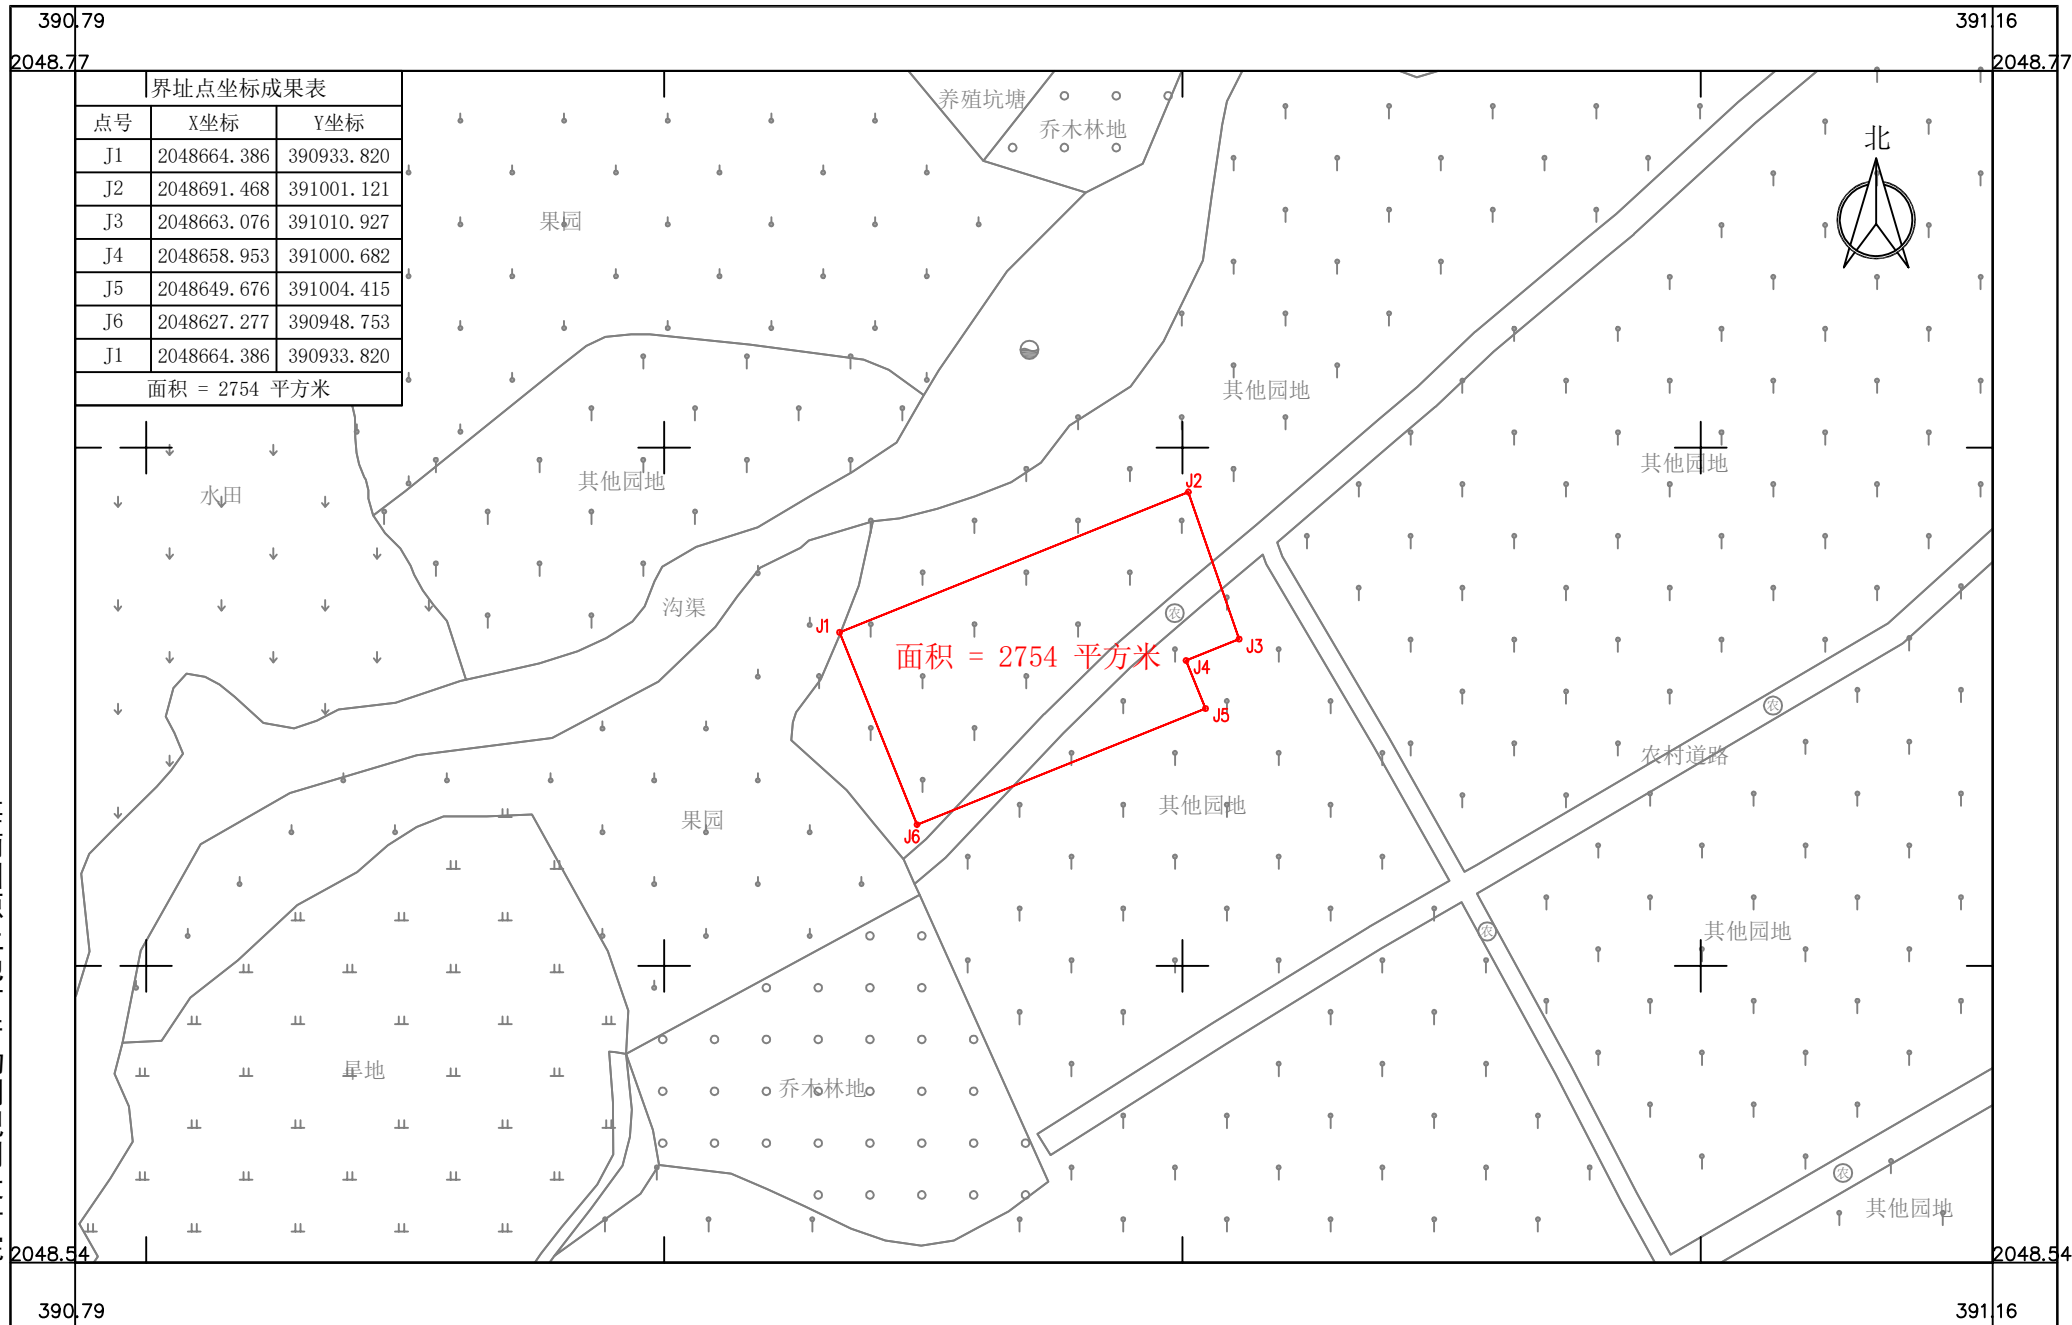 390.79
391.16
2048.77
2048.77
界址点坐标成果表
点号 X坐标 Y坐标
J1 2048664.386 390933.820
J2 2048691.468 391001.121
J3 2048663.076 391010.927
J4 2048658.953 391000.682
J5 2048649.676 391004.415
J6 2048627.277 390948.753
J1 2048664.386 390933.820
面积 = 2754 平方米
养殖坑塘
乔木林地
北
果园
其他园地
其他园地
其他园地
水田
J2
沟渠
农
J1
J3
面积 = 2754 平方米
J4
J5
农
农村道路
其他园地
果园
J6
农
其他园地
旱地
乔木林地
农
其他园地
2048.54
2048.54
390.79
391.16